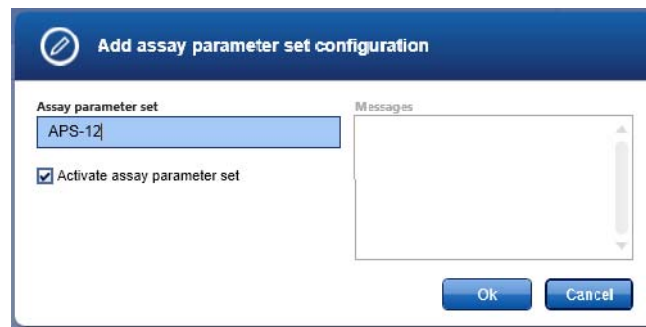 Add assay parameter set configuration
Assay parameter set
Messages
APS-12
Activate assay parameter set
Ok
Cancel